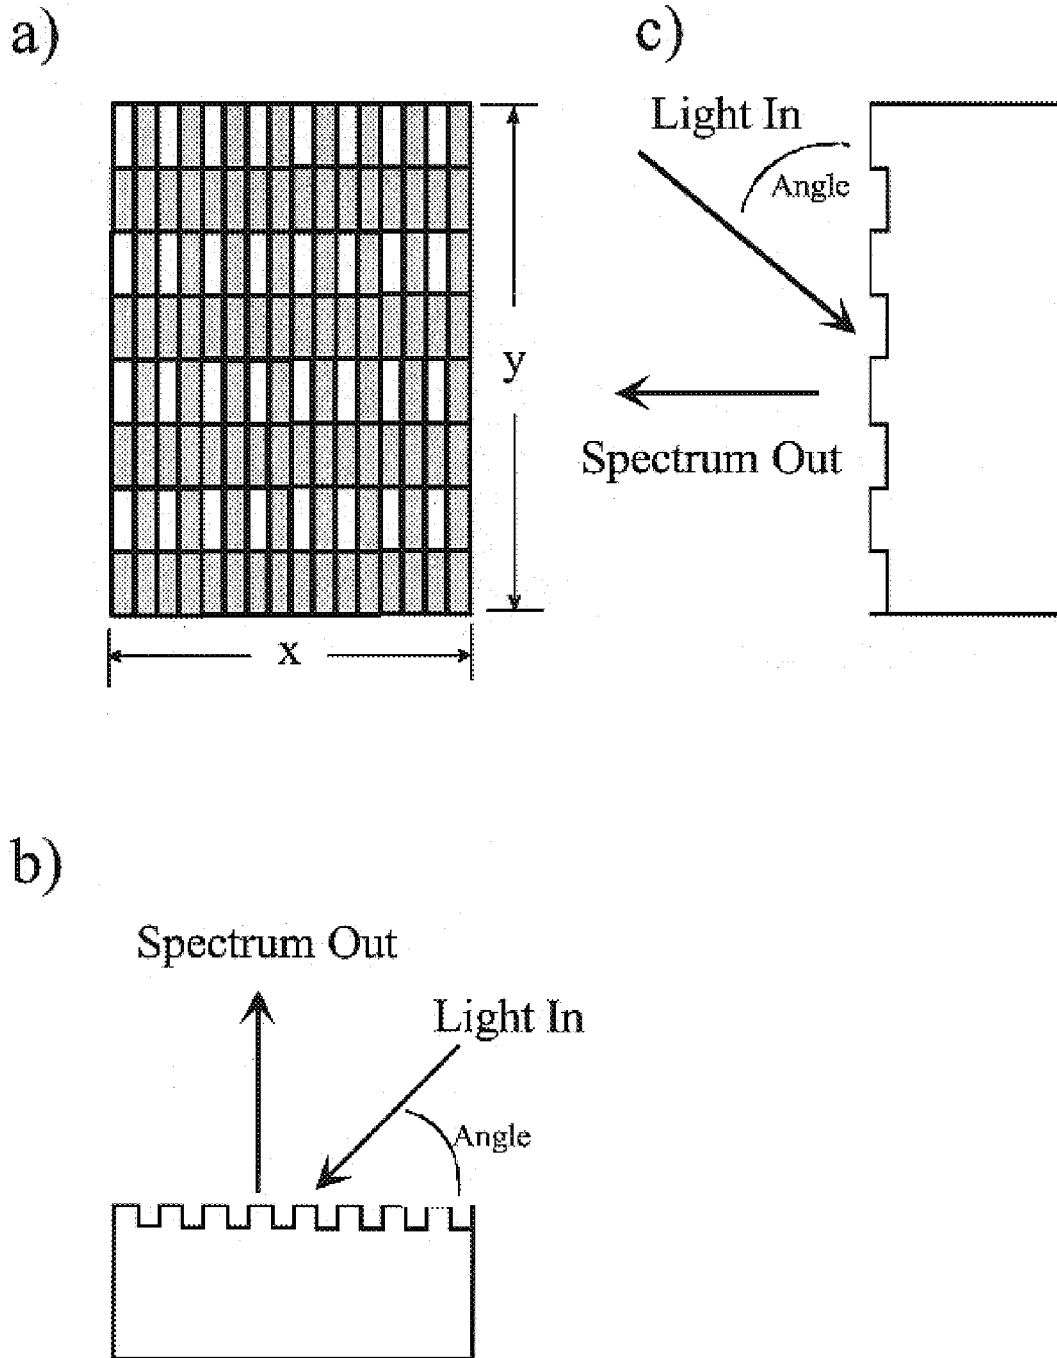 a)
y
x
b)
Spectrum Out
Light In
Angle
c)
Light In
Angle
Spectrum Out